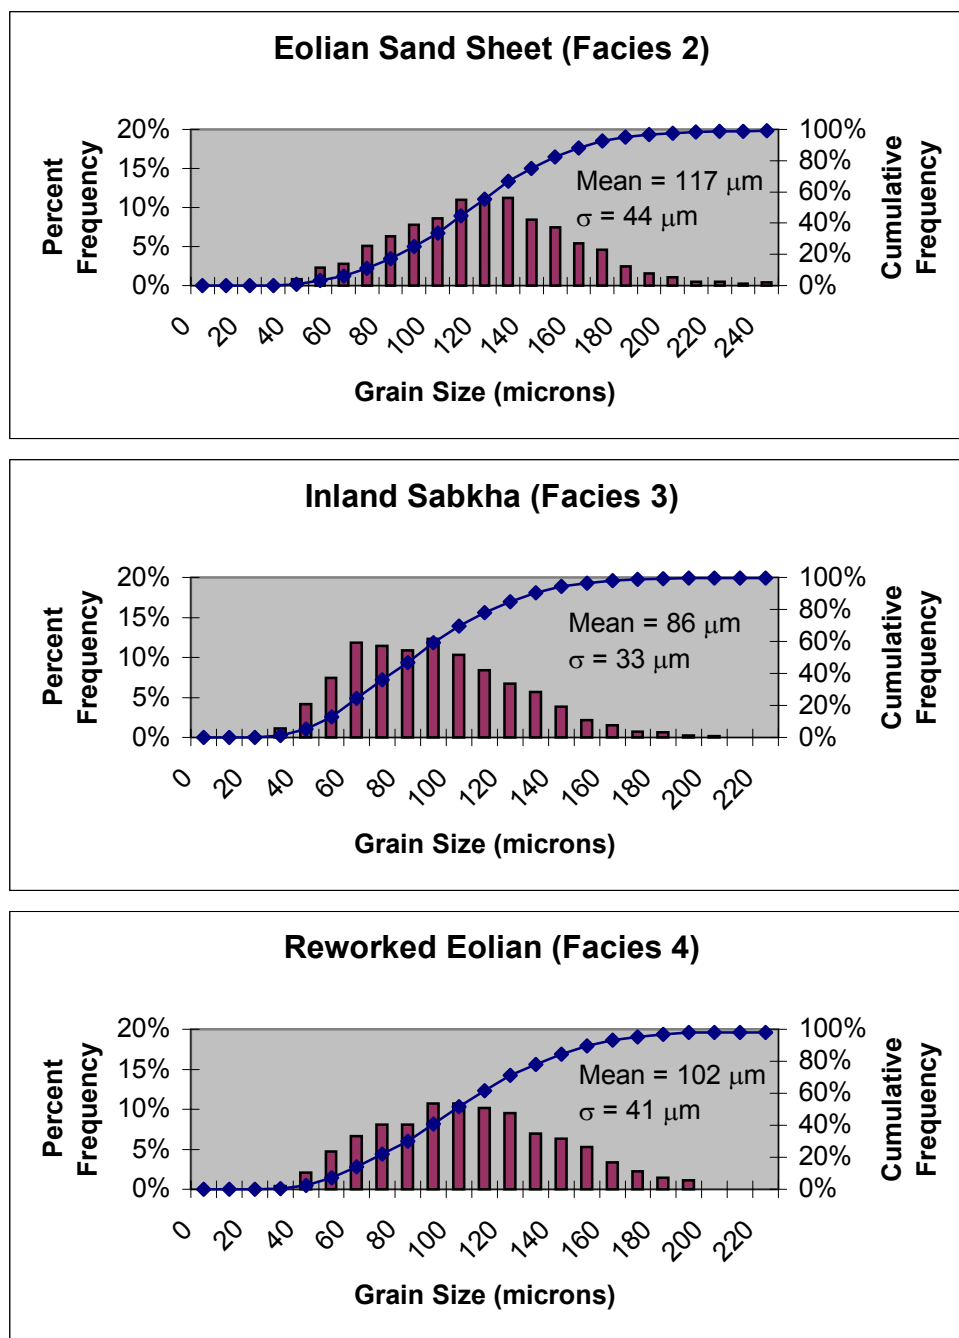 Eolian Sand Sheet (Facies 2)
20%
15%
10%
5%
0%
Percent
Frequency
100%
80%
60%
40%
20%
0%
Cumulative
Frequency
Mean = 117 μm
σ = 44 μm
0
20
40
60
80
100
120
140
160
180
200
220
240
Grain Size (microns)
Inland Sabkha (Facies 3)
20%
15%
10%
5%
0%
Percent
Frequency
100%
80%
60%
40%
20%
0%
Cumulative
Frequency
Mean = 86 μm
σ = 33 μm
0
20
40
60
80
100
120
140
160
180
200
220
Grain Size (microns)
Reworked Eolian (Facies 4)
20%
15%
10%
5%
0%
Percent
Frequency
100%
80%
60%
40%
20%
0%
Cumulative
Frequency
Mean = 102 μm
σ = 41 μm
0
20
40
60
80
100
120
140
160
180
200
220
Grain Size (microns)